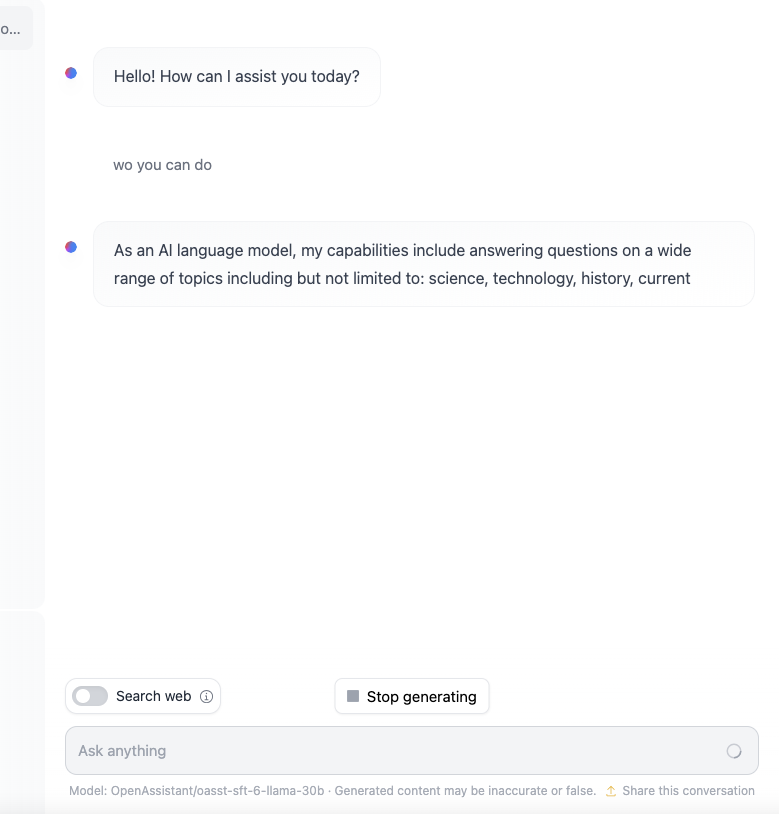 o...
Hello! How can I assist you today?
wo you can do
As an AI language model, my capabilities include answering questions on a wide
range of topics including but not limited to: science, technology, history, current
Search web
Stop generating
Ask anything
Model: OpenAssistant/oasst-sft-6-llama-30b · Generated content may be inaccurate or false. Share this conversation